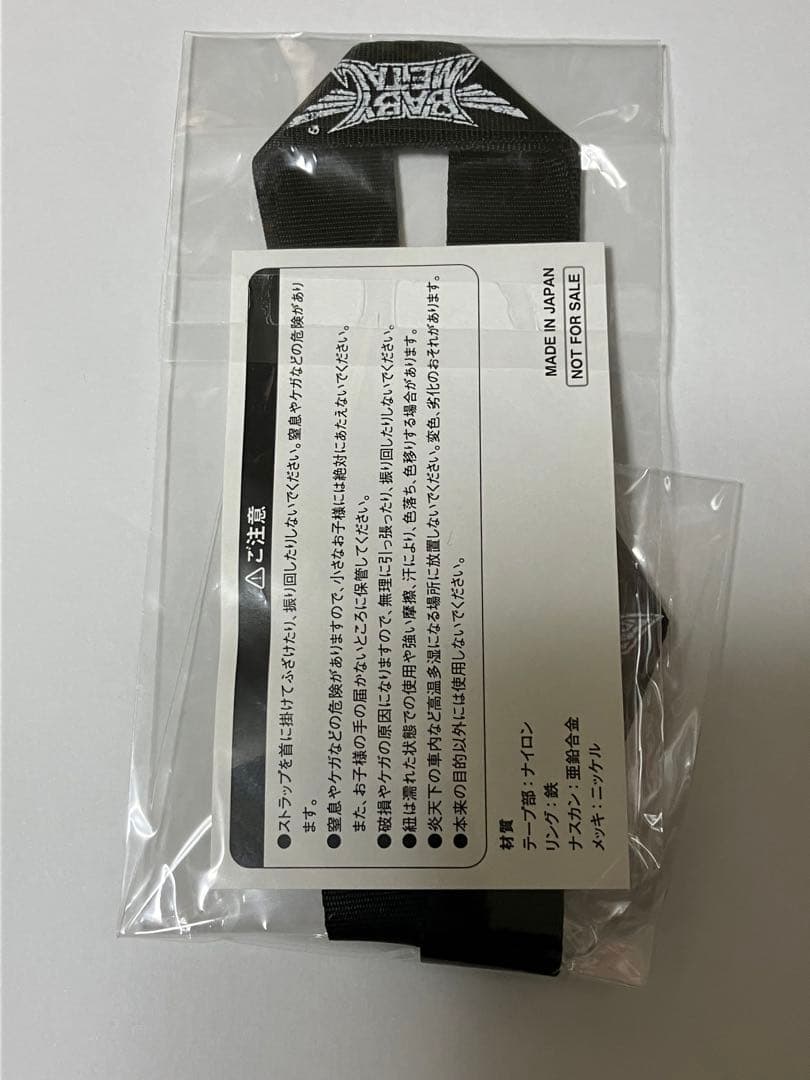 BABY
METAL
⚠ご注意
●ストラップを首に掛けてふざけたり、振り回したりしないでください。窒息やケガなどの危険があり
ます。
●窒息やケガなどの危険がありますので、小さなお子様には絶対にあたえないでください。
また、お子様の手の届かないところに保管してください。
●破損やケガの原因になりますので、無理に引っ張ったり、振り回したりしないでください。
●紐は濡れた状態での使用や強い摩擦、汗により、色落ち、色移りする場合があります。
●炎天下の車内など高温多湿になる場所に放置しないでください。変色、劣化のおそれがあります。
●本来の目的以外には使用しないでください。
材質
テープ部：ナイロン
リング：鉄
ナスカン：亜鉛合金
メッキ：ニッケル
MADE IN JAPAN
NOT FOR SALE